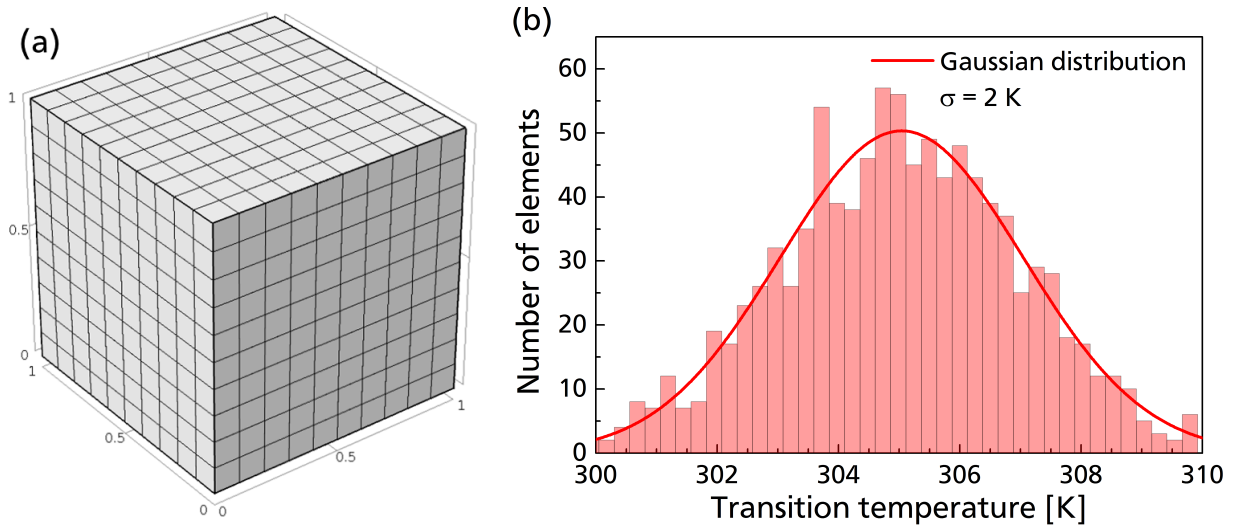 (a)
1
0.5
0
1
0.5
0
0
0.5
1
(b)
Gaussian distribution
σ = 2 K
Number of elements
60
50
40
30
20
10
0
300 302 304 306 308 310
Transition temperature [K]